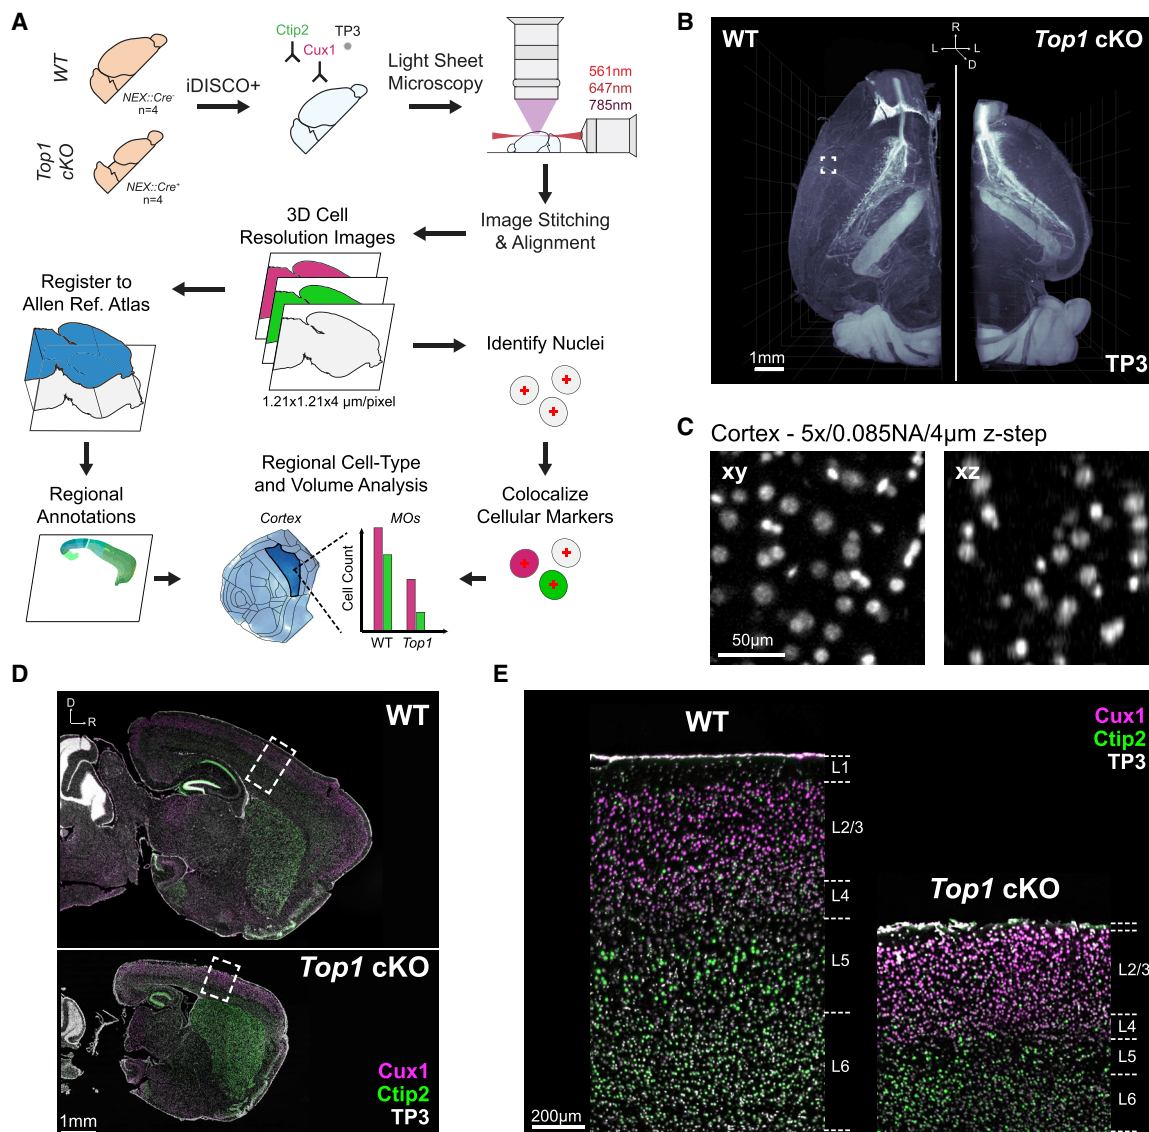 A
WT
NEX::Cre-
n=4
Top1
cKO
NEX::Cre+
n=4
iDISCO+
Ctip2
Cux1
TP3
Light Sheet
Microscopy
561nm
647nm
785nm
Image Stitching
& Alignment
3D Cell
Resolution Images
1.21x1.21x4 µm/pixel
Register to
Allen Ref. Atlas
Identify Nuclei
Regional
Annotations
Regional Cell-Type
and Volume Analysis
Cortex
MOs
Cell Count
WT
Top1
Colocalize
Cellular Markers
B
WT
R
L
L
D
Top1 cKO
1mm
TP3
C
Cortex - 5x/0.085NA/4µm z-step
xy
xz
50µm
D
D
R
WT
Top1 cKO
Cux1
Ctip2
TP3
1mm
E
WT
Cux1
Ctip2
TP3
L1
L2/3
L4
L5
L6
Top1 cKO
L2/3
L4
L5
L6
200µm